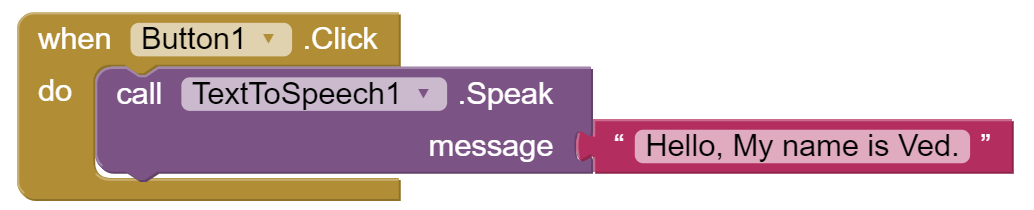 when Button1 .Click
do call TextToSpeech1 .Speak
message “ Hello, My name is Ved. ”